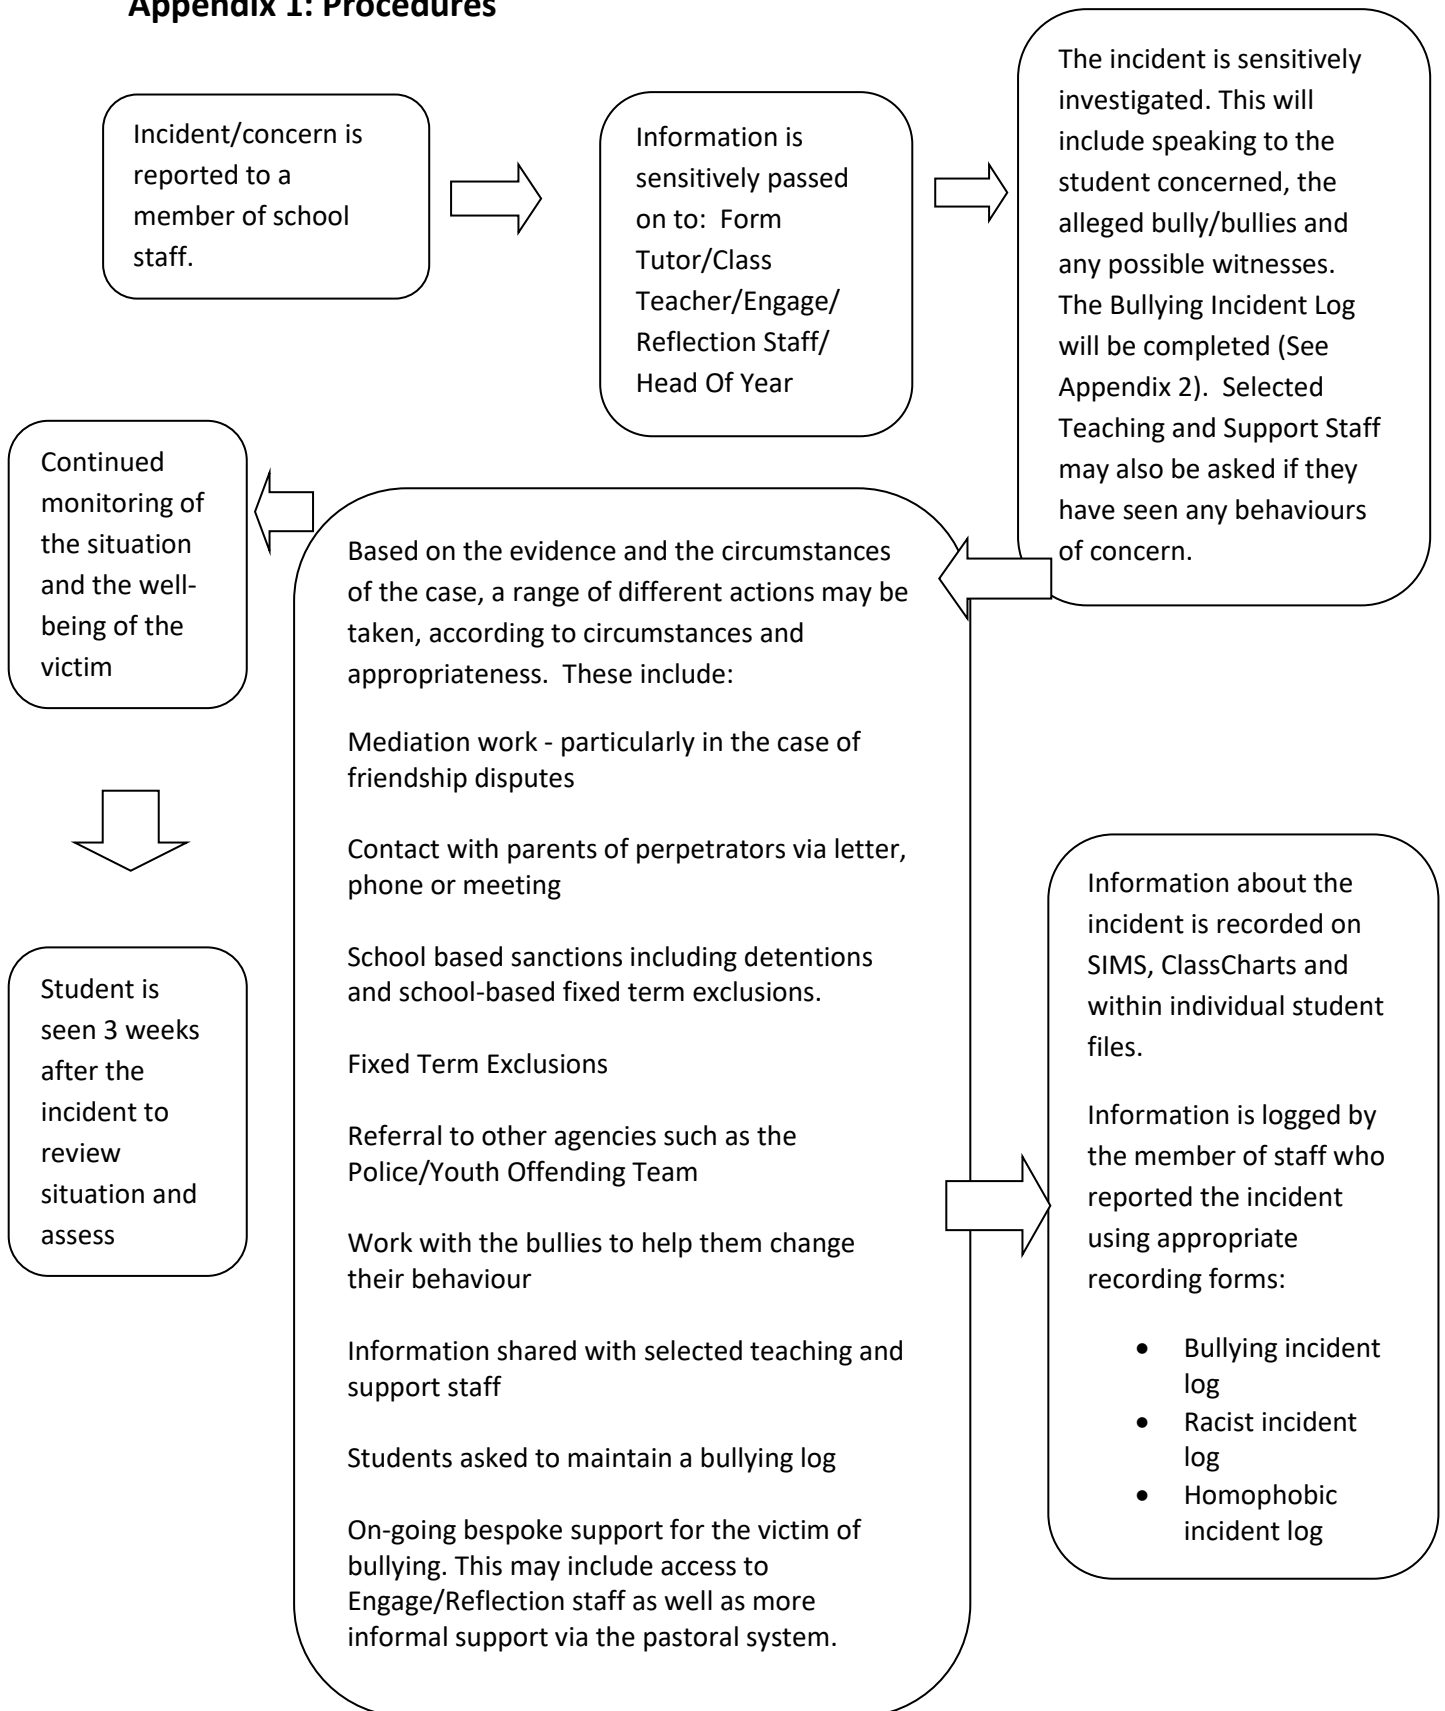 Appendix 1: Procedures
Incident/concern is
reported to a
member of school
staff.
Information is
sensitively passed
on to:  Form
Tutor/Class
Teacher/Engage/
Reflection Staff/
Head Of Year
The incident is sensitively
investigated. This will
include speaking to the
student concerned, the
alleged bully/bullies and
any possible witnesses.
The Bullying Incident Log
will be completed (See
Appendix 2).  Selected
Teaching and Support Staff
may also be asked if they
have seen any behaviours
of concern.
Based on the evidence and the circumstances
of the case, a range of different actions may be
taken, according to circumstances and
appropriateness.  These include:
Mediation work - particularly in the case of
friendship disputes
Contact with parents of perpetrators via letter,
phone or meeting
School based sanctions including detentions
and school-based fixed term exclusions.
Fixed Term Exclusions
Referral to other agencies such as the
Police/Youth Offending Team
Work with the bullies to help them change
their behaviour
Information shared with selected teaching and
support staff
Students asked to maintain a bullying log
On-going bespoke support for the victim of
bullying. This may include access to
Engage/Reflection staff as well as more
informal support via the pastoral system.
Continued
monitoring of
the situation
and the well-
being of the
victim
Student is
seen 3 weeks
after the
incident to
review
situation and
assess
Information about the
incident is recorded on
SIMS, ClassCharts and
within individual student
files.
Information is logged by
the member of staff who
reported the incident
using appropriate
recording forms:
• Bullying incident
log
• Racist incident
log
• Homophobic
incident log